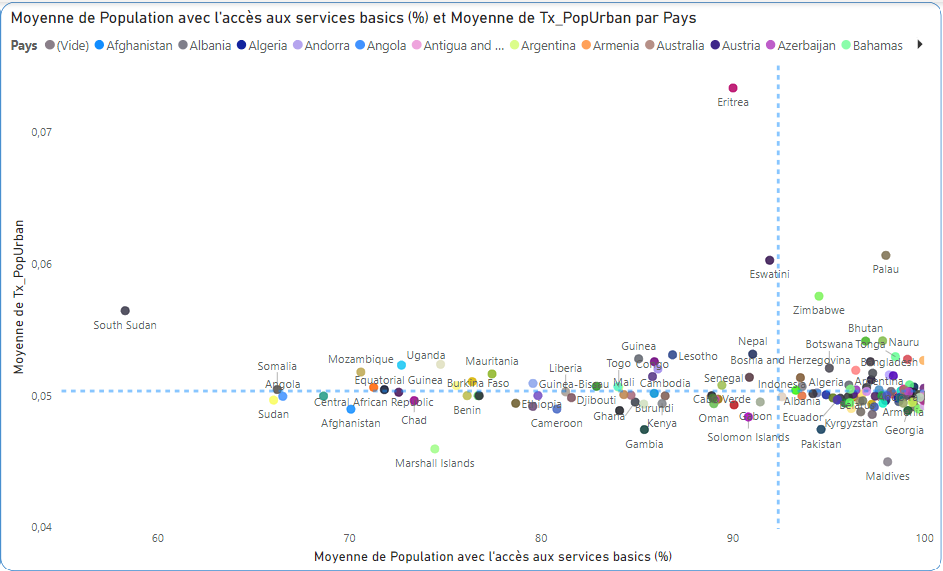 Moyenne de Population avec l'accès aux services basics (%) et Moyenne de Tx_PopUrban par Pays
Pays (Vide) Afghanistan Albania Algeria Andorra Angola Antigua and ... Argentina Armenia Australia Austria Azerbaijan Bahamas
Eritrea
0,07
0,06
Eswatini
Palau
Zimbabwe
South Sudan
Bhutan
Nepal
Botswana Tonga Nauru
Guinea
Mozambique
Uganda
Mauritania
Lesotho
Bosnia and Herzegovina
Bangladesh
Somalia
Liberia
Togo Congo
Angola
Equatorial Guinea
Burkina Faso
Guinea-Bissau
Mali Cambodia
Senegal
Indonesia
Algeria
Argentina
0,05
Sudan
Central African Republic
Benin
Ethiopia
Djibouti
Burundi
Cabo Verde
Albania
Belarus
Armenia
Afghanistan
Chad
Cameroon
Ghana
Kenya
Oman
Gabon
Ecuador
Kyrgyzstan
Georgia
Gambia
Solomon Islands
Pakistan
Marshall Islands
Maldives
0,04
60
70
80
90
100
Moyenne de Population avec l'accès aux services basics (%)
Moyenne de Tx_PopUrban